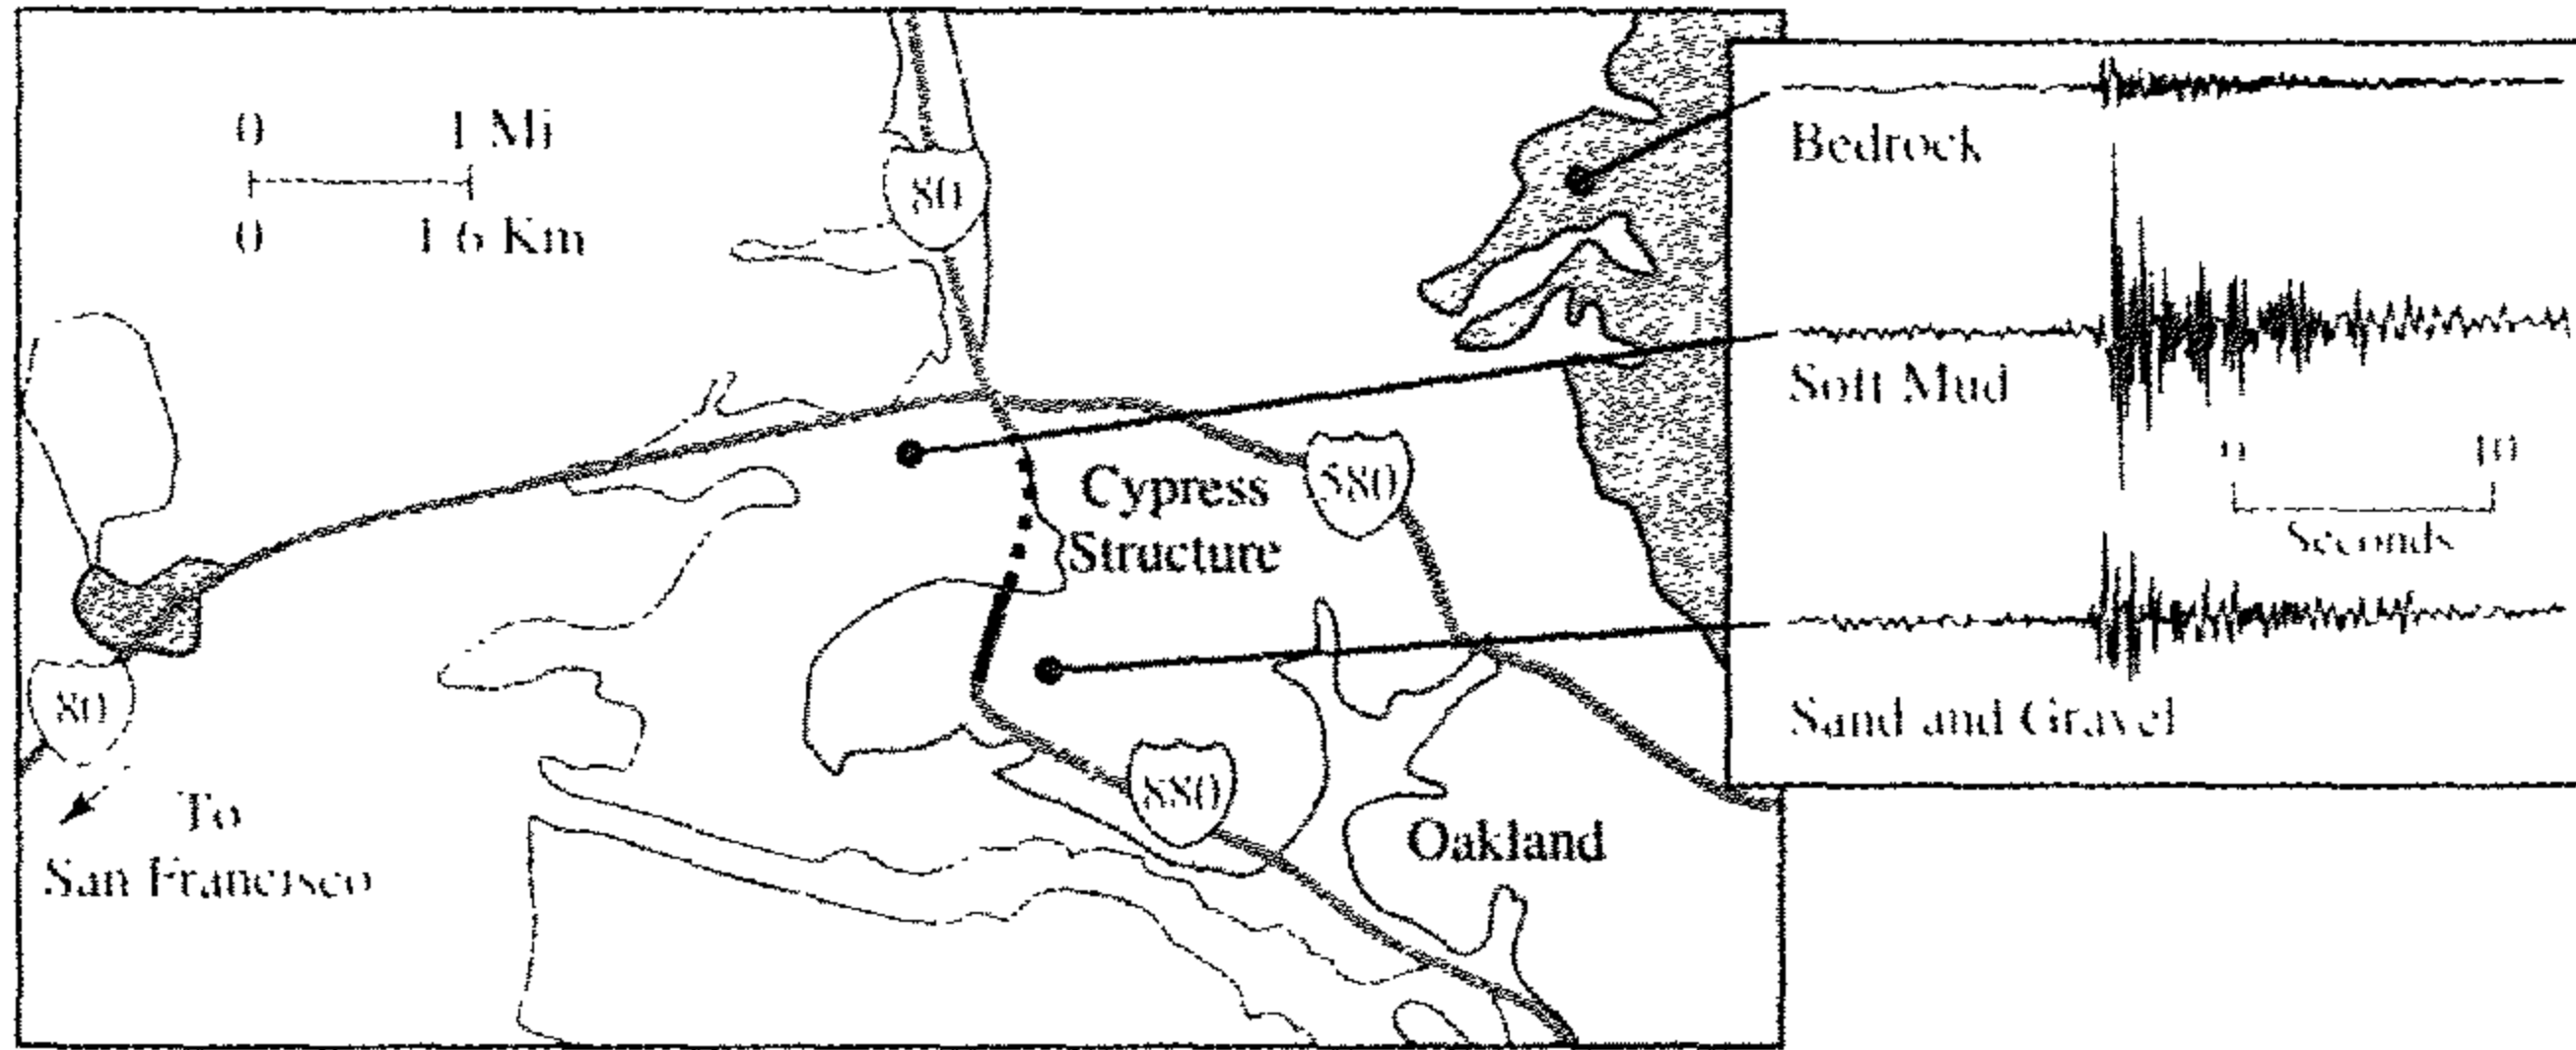 0 1 Mi
0 1 6 Km
80
580
Cypress
Structure
80
880
To
San Francisco
Oakland
Bedrock
Soft Mud
10
Seconds
Sand and Gravel